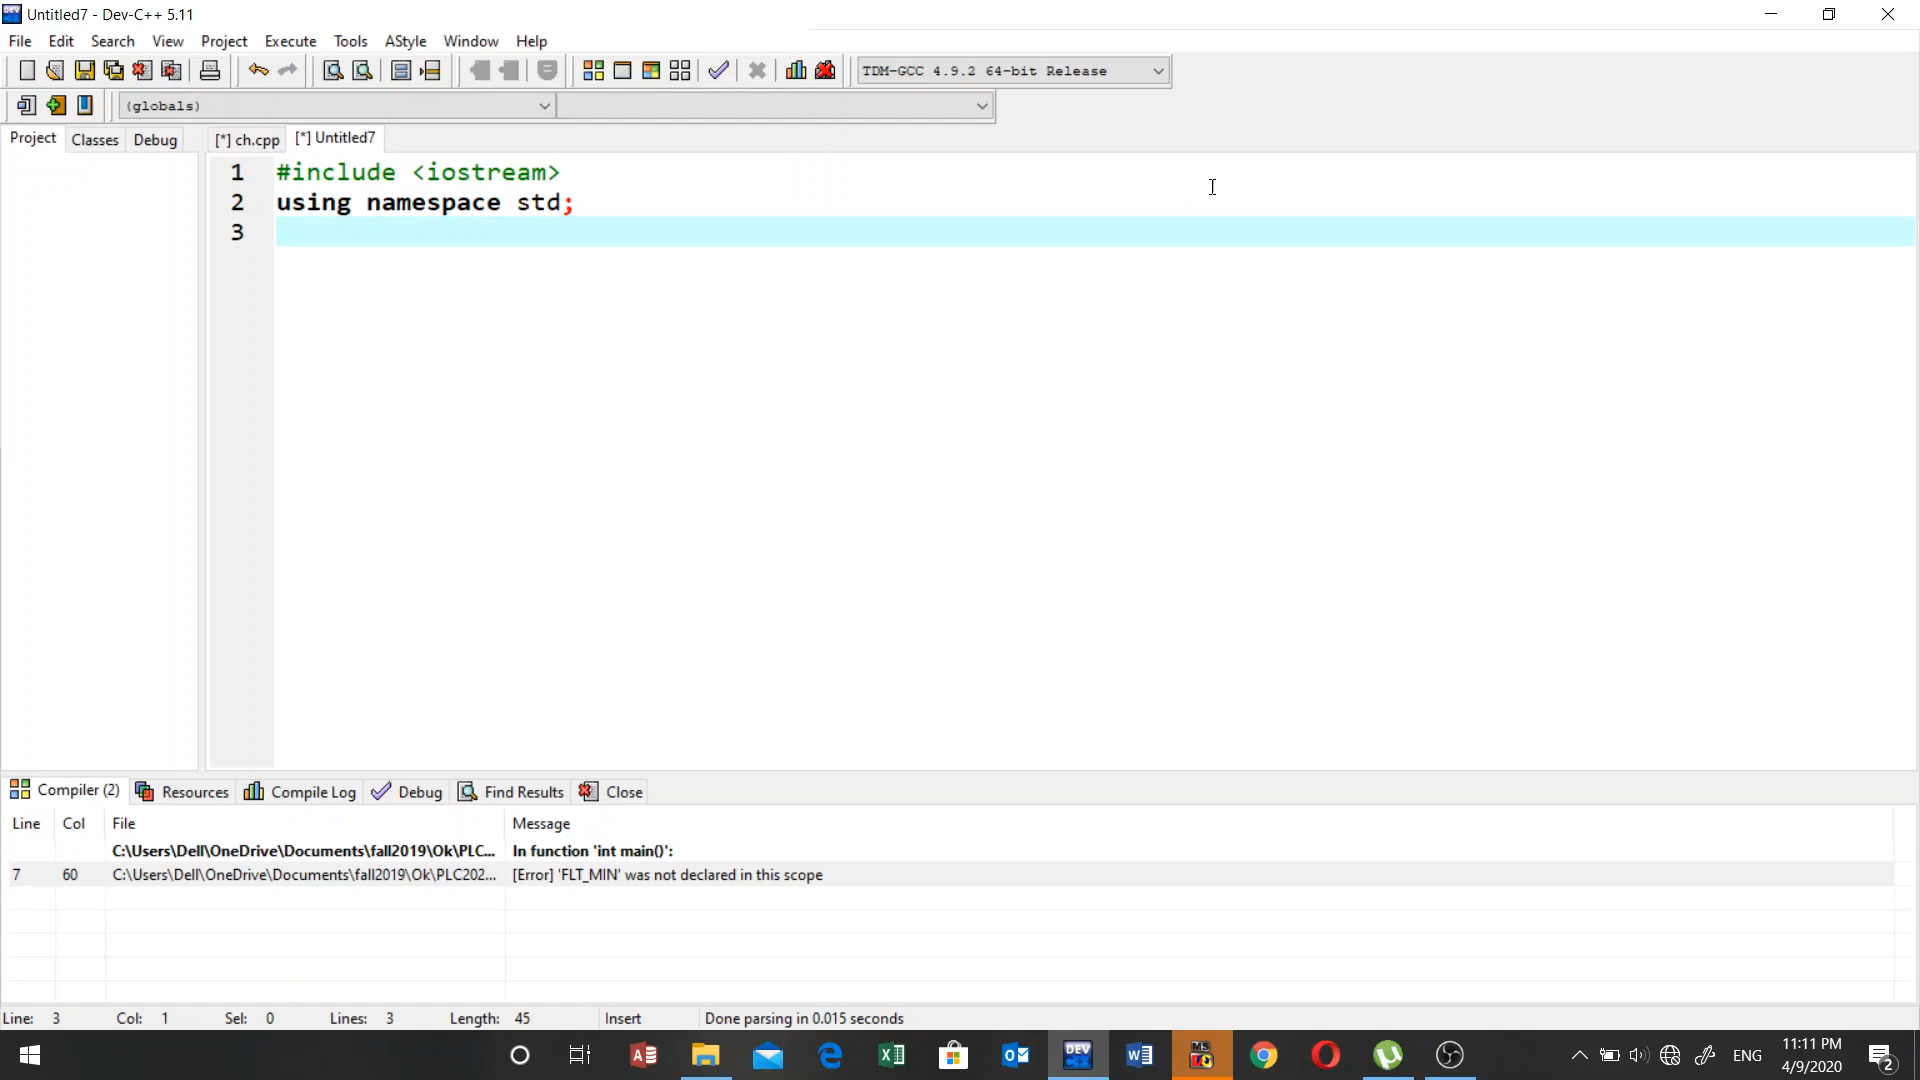 Untitled7 - Dev-C++ 5.11
File Edit Search View Project Execute Tools AStyle Window Help
TDM-GCC 4.9.2 64-bit Release
(globals)
Project Classes Debug [*] ch.cpp [*] Untitled7
1 #include <iostream>
2 using namespace std;
3
Compiler (2) Resources Compile Log Debug Find Results Close
Line Col File Message
C:\Users\Dell\OneDrive\Documents\fall2019\Ok\PLC... In function 'int main()':
7 60 C:\Users\Dell\OneDrive\Documents\fall2019\Ok\PLC202... [Error] 'FLT_MIN' was not declared in this scope
Line: 3 Col: 1 Sel: 0 Lines: 3 Length: 45 Insert Done parsing in 0.015 seconds
ENG 11:11 PM
4/9/2020 2